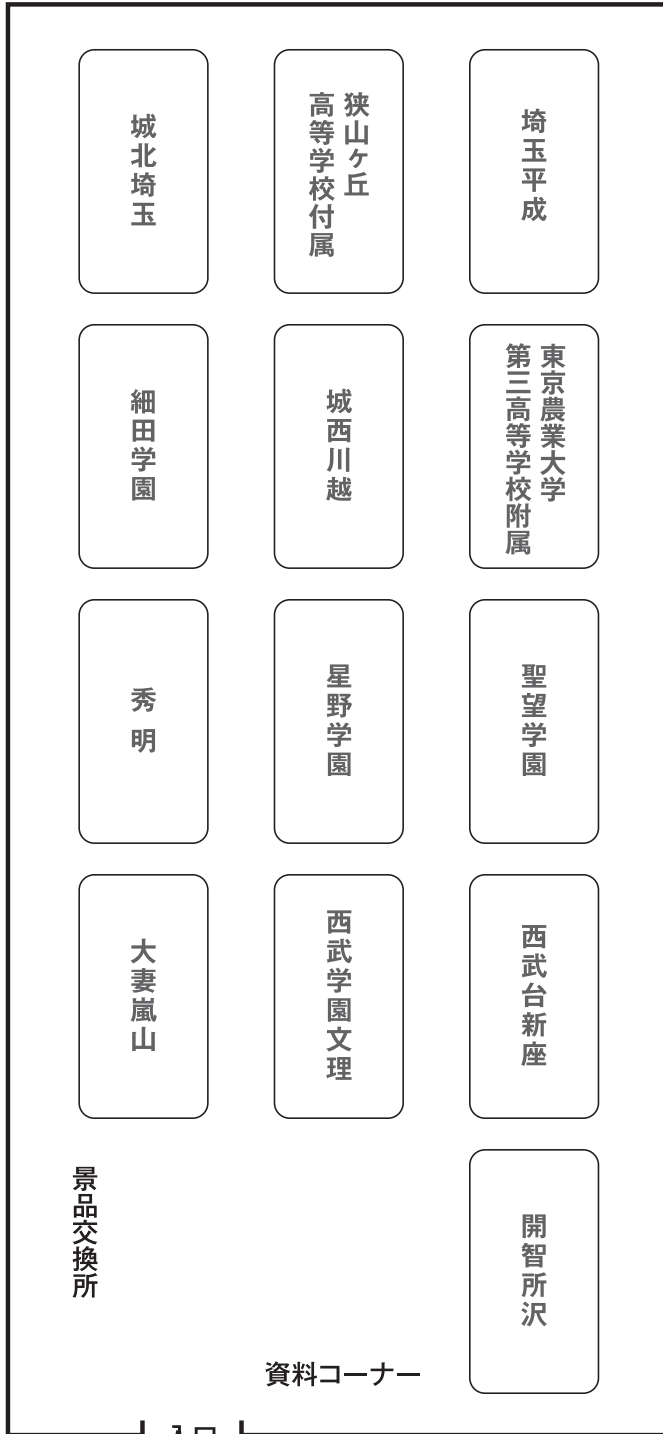 城北埼玉
狭山ヶ丘
高等学校付属
埼玉平成
細田学園
城西川越
東京農業大学
第三高等学校附属
秀明
星野学園
聖望学園
大妻嵐山
西武学園文理
西武台新座
景品交換所
開智所沢
資料コーナー
入口